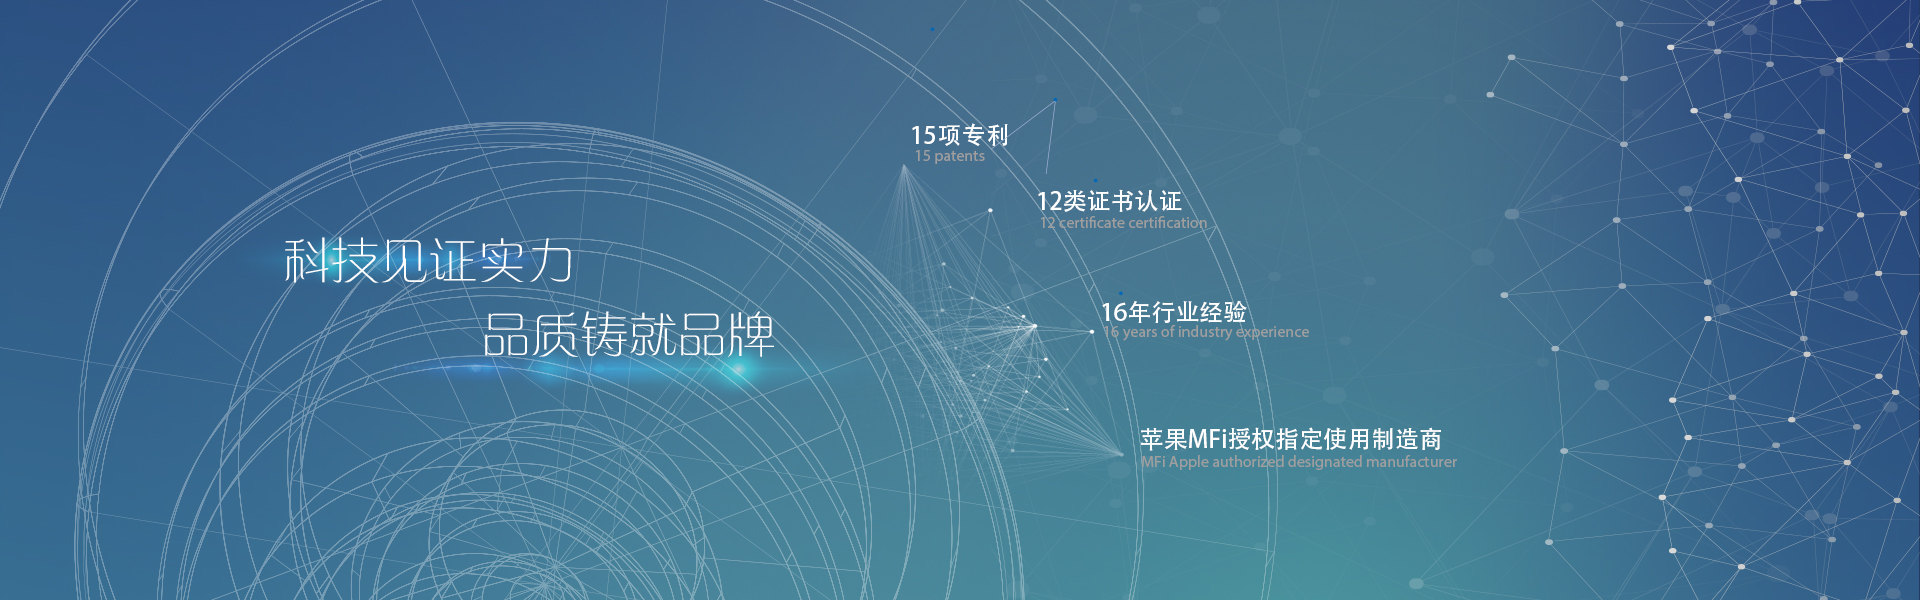 科技见证实力
品质铸就品牌
15项专利
15 patents
12类证书认证
12 certificate certification
16年行业经验
16 years of industry experience
苹果MFi授权指定使用制造商
MFi Apple authorized designated manufacturer